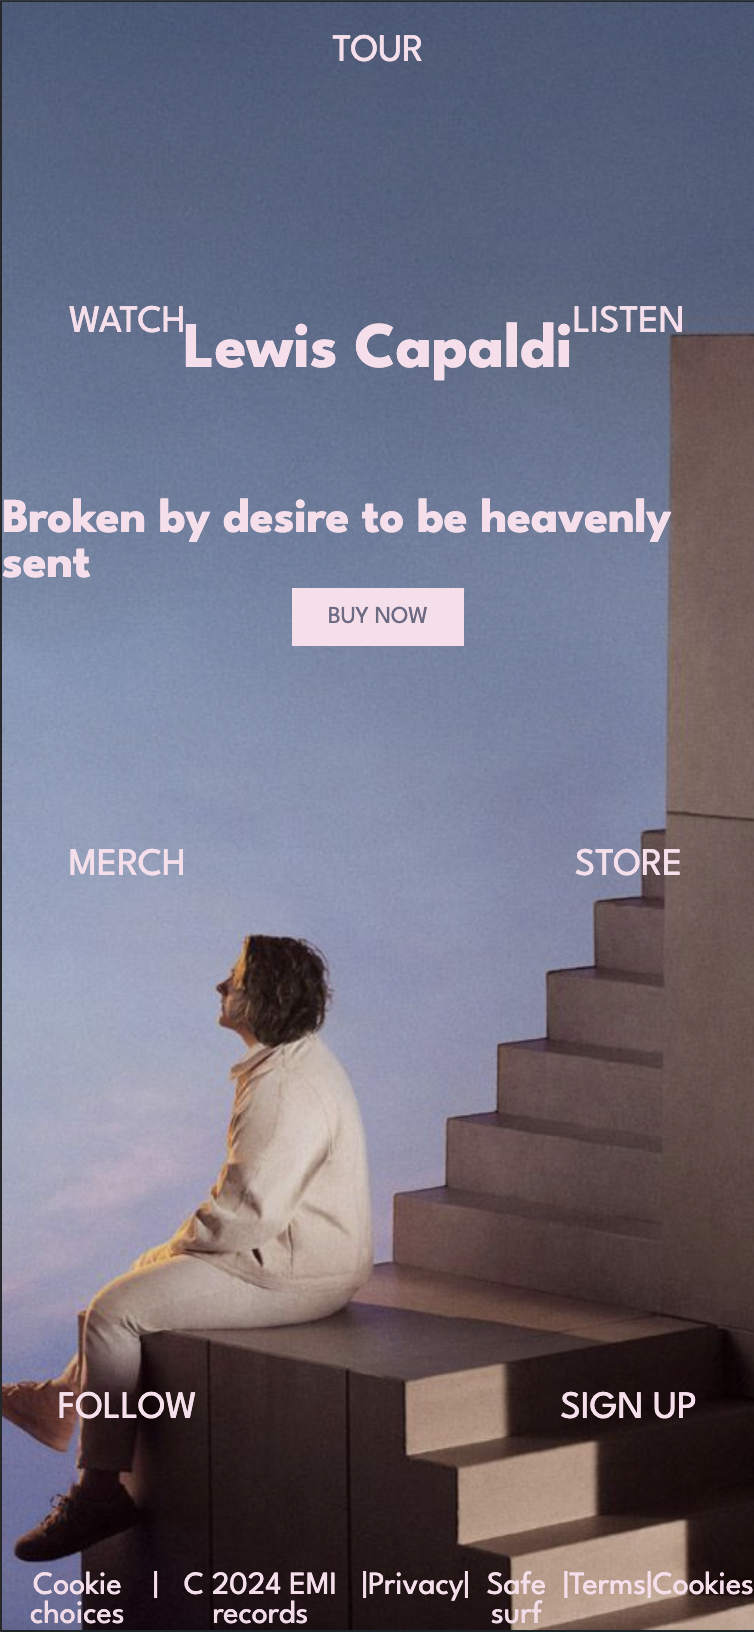 TOUR
WATCH
LISTEN
Lewis Capaldi
Broken by desire to be heavenly
sent
BUY NOW
MERCH
STORE
FOLLOW
SIGN UP
Cookie | C 2024 EMI |Privacy| Safe |Terms|Cookies
choices records surf